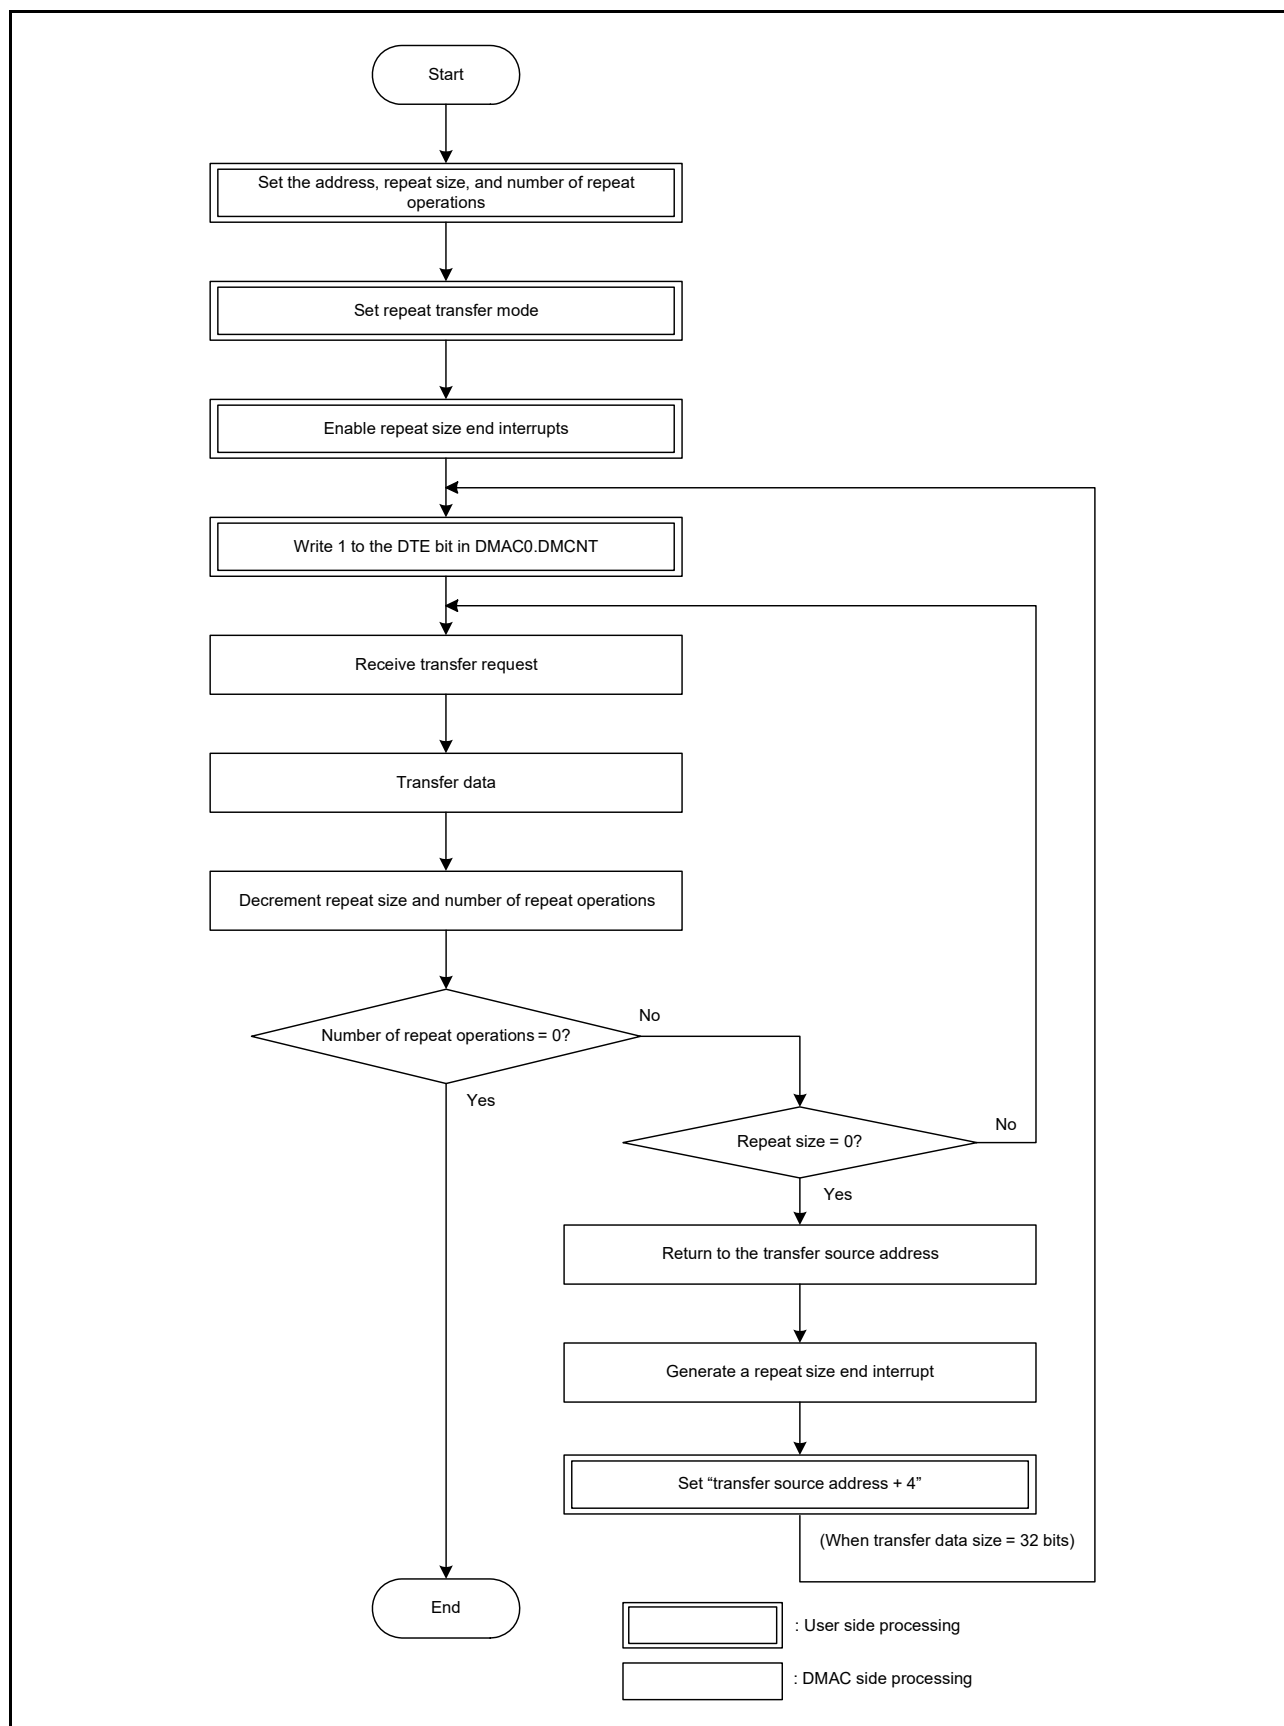 Start
Set the address, repeat size, and number of repeat
operations
Set repeat transfer mode
Enable repeat size end interrupts
Write 1 to the DTE bit in DMAC0.DMCNT
Receive transfer request
Transfer data
Decrement repeat size and number of repeat operations
No
Number of repeat operations = 0?
Yes
No
Repeat size = 0?
Yes
Return to the transfer source address
Generate a repeat size end interrupt
Set “transfer source address + 4”
(When transfer data size = 32 bits)
End
: User side processing
: DMAC side processing